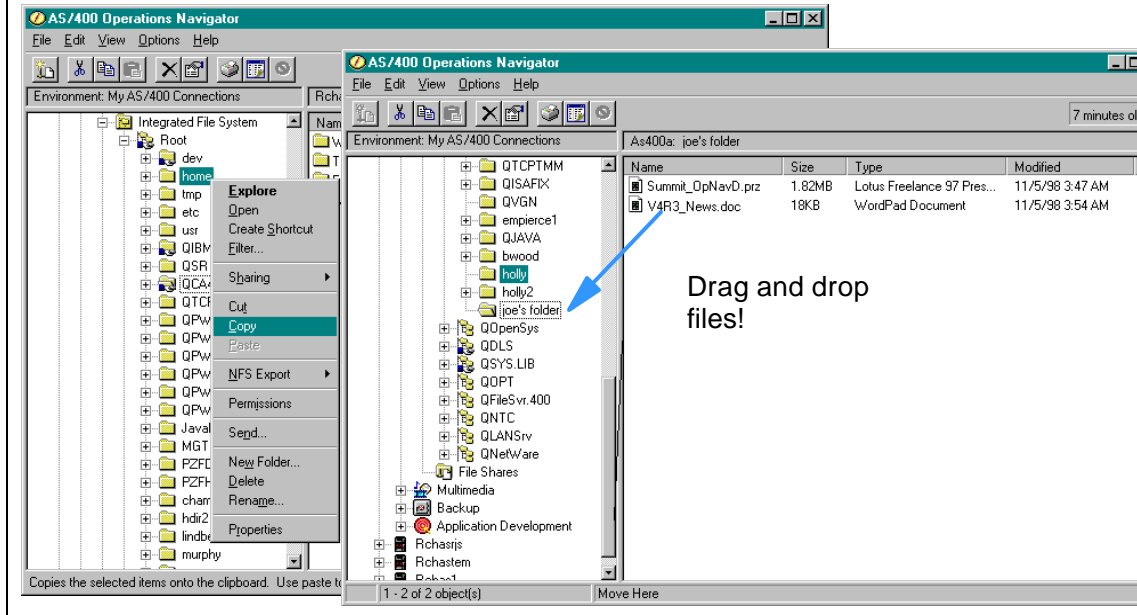 AS/400 Operations Navigator
File Edit View Options Help
Environment: My AS/400 Connections
Integrated File System
Root
dev
home
tmp
etc
usr
QIBM
QSR
QPW
QPW
QPW
QPW
QPW
QPW
MGT
hdir2
murphy
Explore
Open
Create Shortcut
Filter...
Sharing
Cut
Copy
Paste
NFS Export
Permissions
Send...
New Folder...
Delete
Rename...
Properties
Copies the selected items onto the clipboard. Use paste
AS/400 Operations Navigator
File Edit View Options Help
7 minutes
Environment: My AS/400 Connections
As400a: joe's folder
QTCPTMM
QISAFIX
QVGN
empierce1
QJAVA
bwood
holly
holly2
joe's folder
QOpenSys
QDLS
QSYS.LIB
QOPT
QFileSvr.400
QNTC
QLANSrv
QNetWare
File Shares
Multimedia
Backup
Application Development
Rchasrjs
Rchastem
Name Size Type Modified
Summit_OpNavD.prz 1.82MB Lotus Freelance 97 Pres... 11/5/98 3:47 AM
V4R3_News.doc 18KB WordPad Document 11/5/98 3:54 AM
Drag and drop
files!
1 - 2 of 2 object(s) Move Here